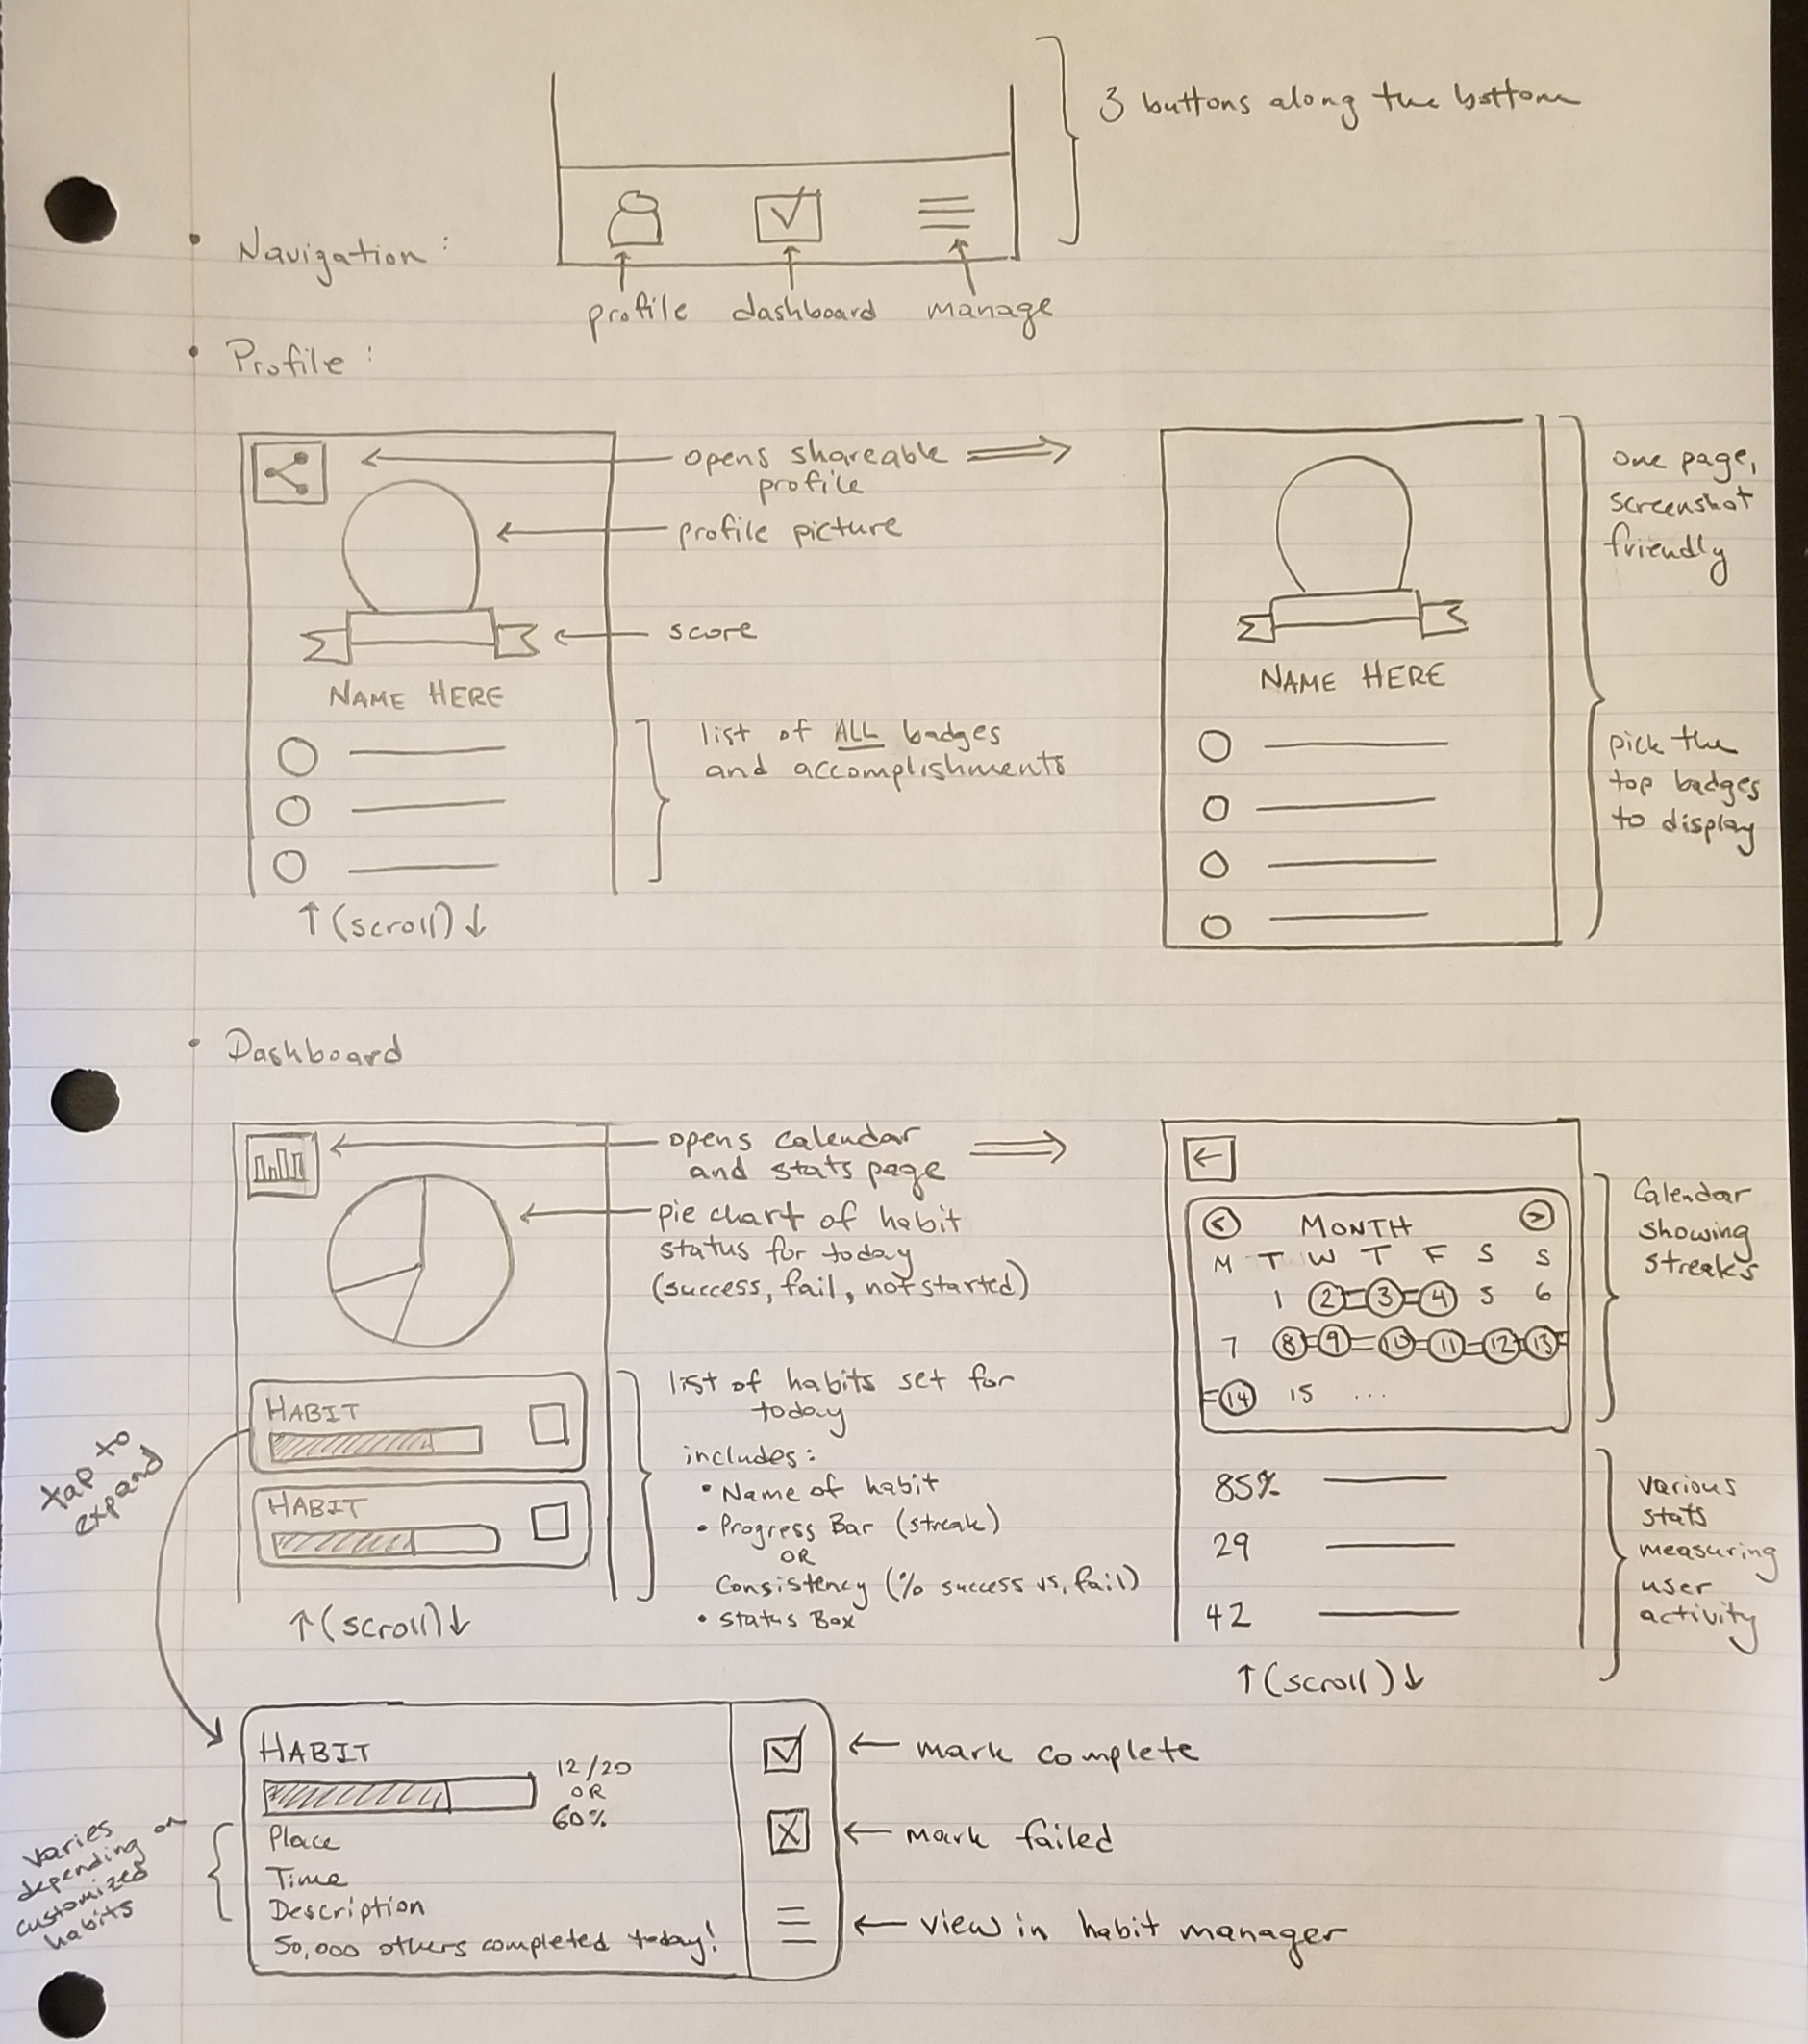 3 buttons along the bottom
• Navigation :
profile dashboard manage
• Profile :
opens shareable
profile
profile picture
score
NAME HERE
list of ALL badges
and accomplishments
↑ (scroll) ↓
NAME HERE
one page,
screenshot
friendly
pick the
top badges
to display
• Dashboard
opens calendar
and stats page
pie chart of habit
status for today
(success, fail, not started)
HABIT
HABIT
↑ (scroll) ↓
tap to
expand
list of habits set for
today
includes:
• Name of habit
• Progress Bar (streak)
OR
Consistency (% success vs. fail)
• Status Box
< MONTH >
M T W T F S S
1 2 3 4 5 6
7 8 9 10 11 12 13
14 15 ...
85%
29
42
↑ (scroll) ↓
Calendar
showing
streaks
various
stats
measuring
user
activity
HABIT
12/20
OR
60%
Place
Time
Description
50,000 others completed today!
varies
depending on
customized
habits
← mark complete
← mark failed
← view in habit manager